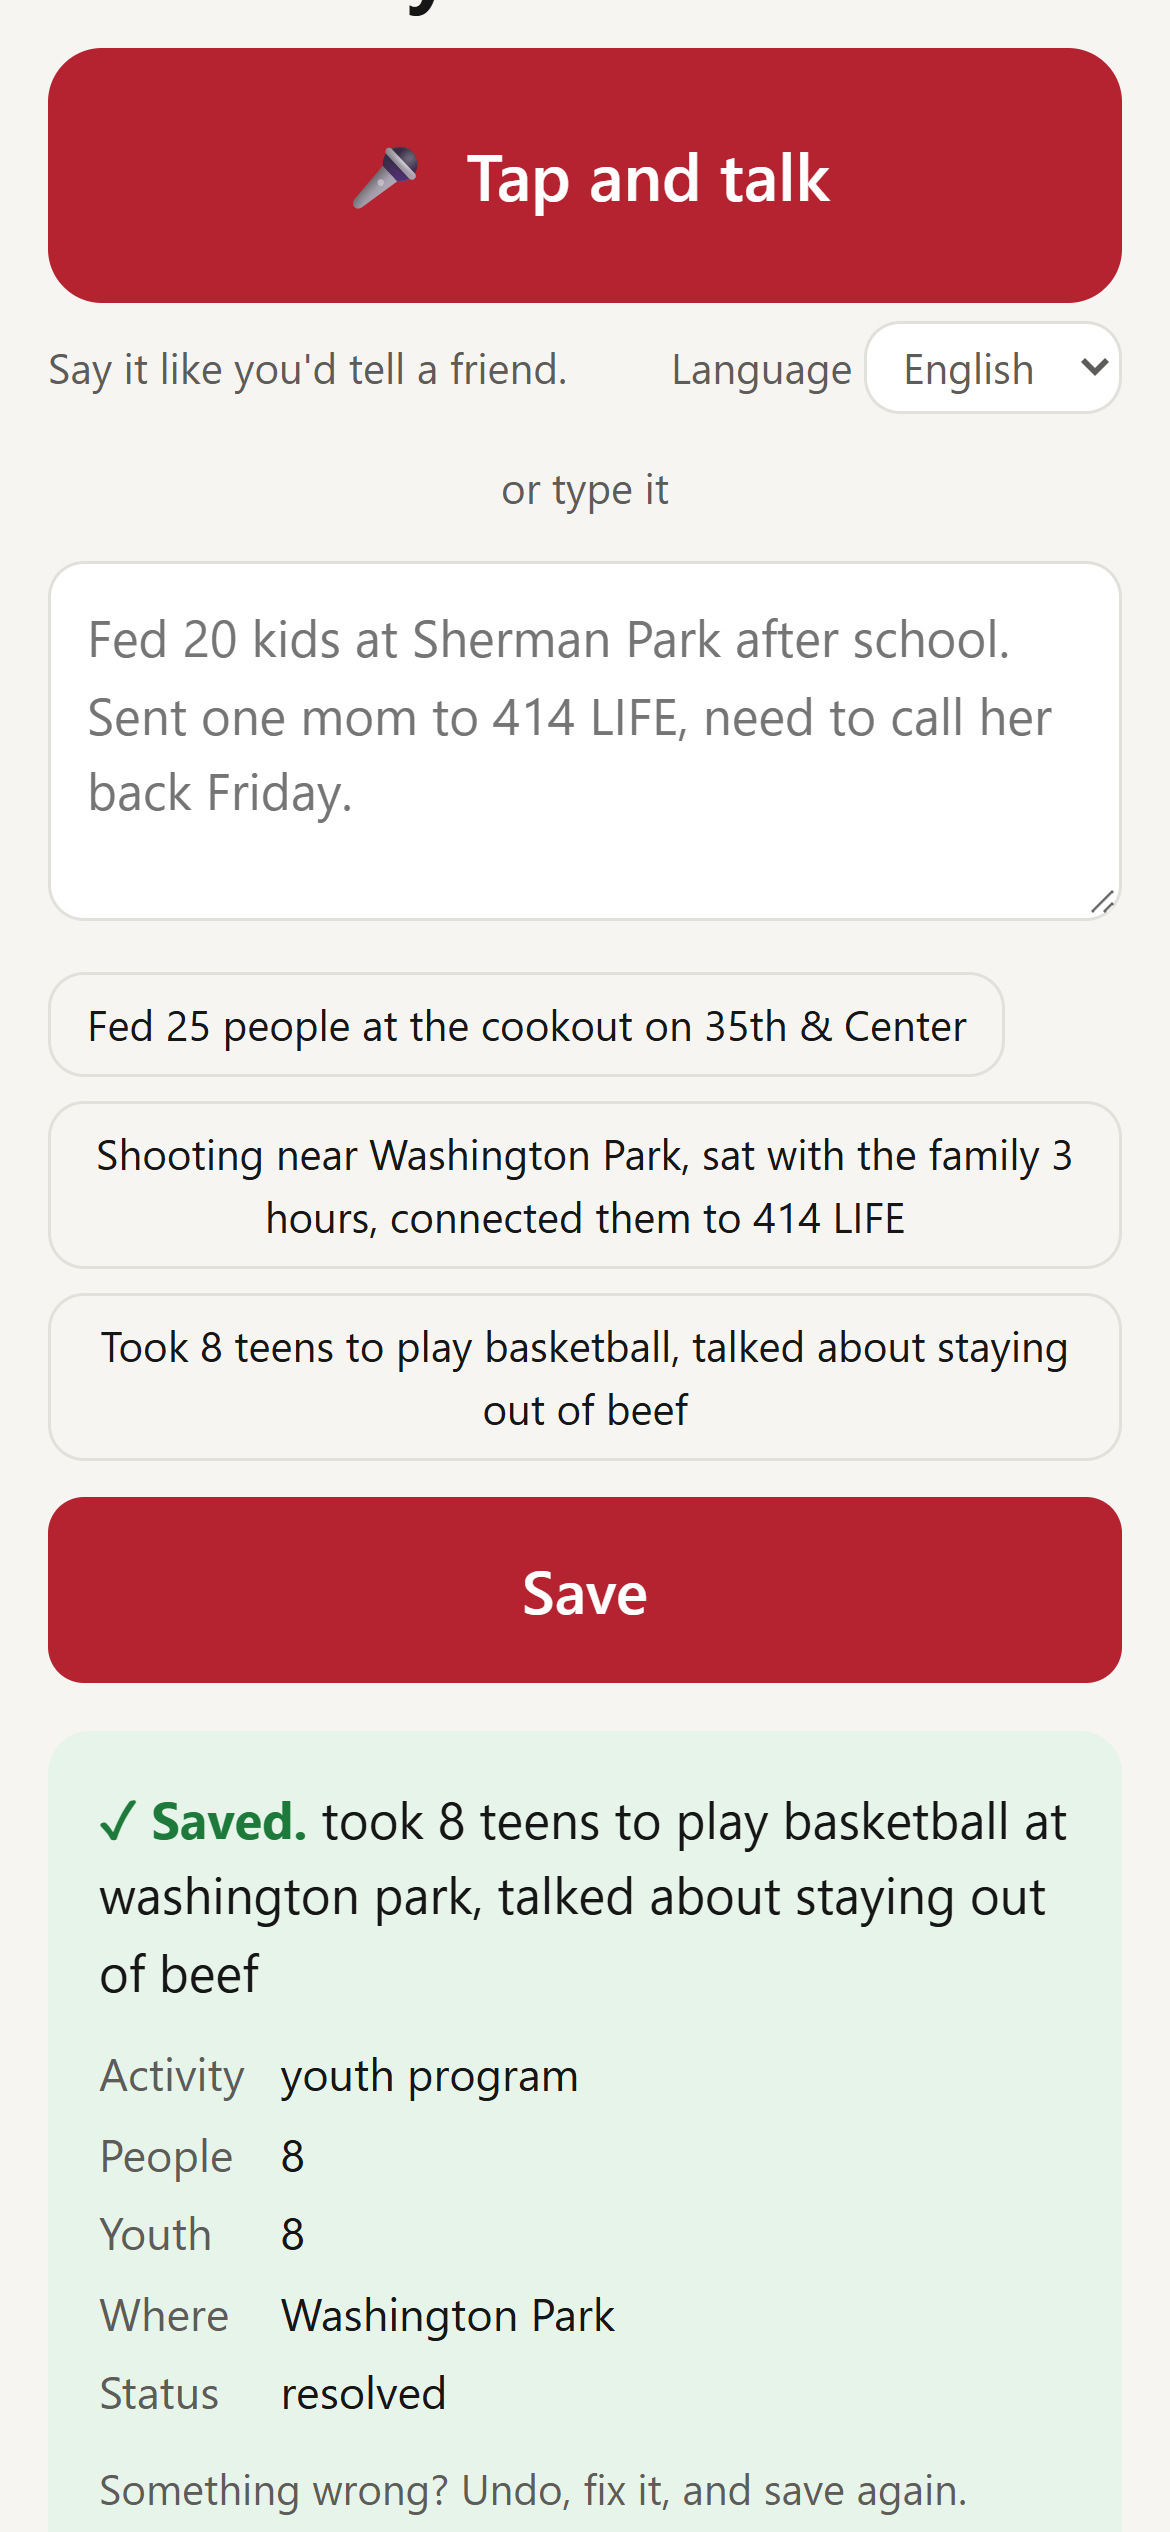 Tap and talk
Say it like you'd tell a friend.
Language English
or type it
Fed 20 kids at Sherman Park after school.
Sent one mom to 414 LIFE, need to call her
back Friday.
Fed 25 people at the cookout on 35th & Center
Shooting near Washington Park, sat with the family 3
hours, connected them to 414 LIFE
Took 8 teens to play basketball, talked about staying
out of beef
Save
✓ Saved. took 8 teens to play basketball at
washington park, talked about staying out
of beef
Activity youth program
People 8
Youth 8
Where Washington Park
Status resolved
Something wrong? Undo, fix it, and save again.